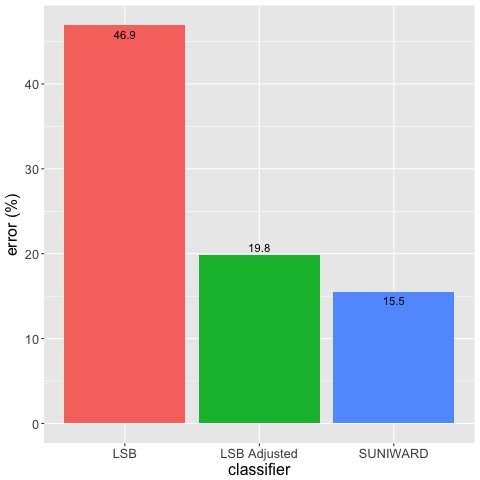 error (%)
40
30
20
10
0
46.9
19.8
15.5
LSB
LSB Adjusted
SUNIWARD
classifier